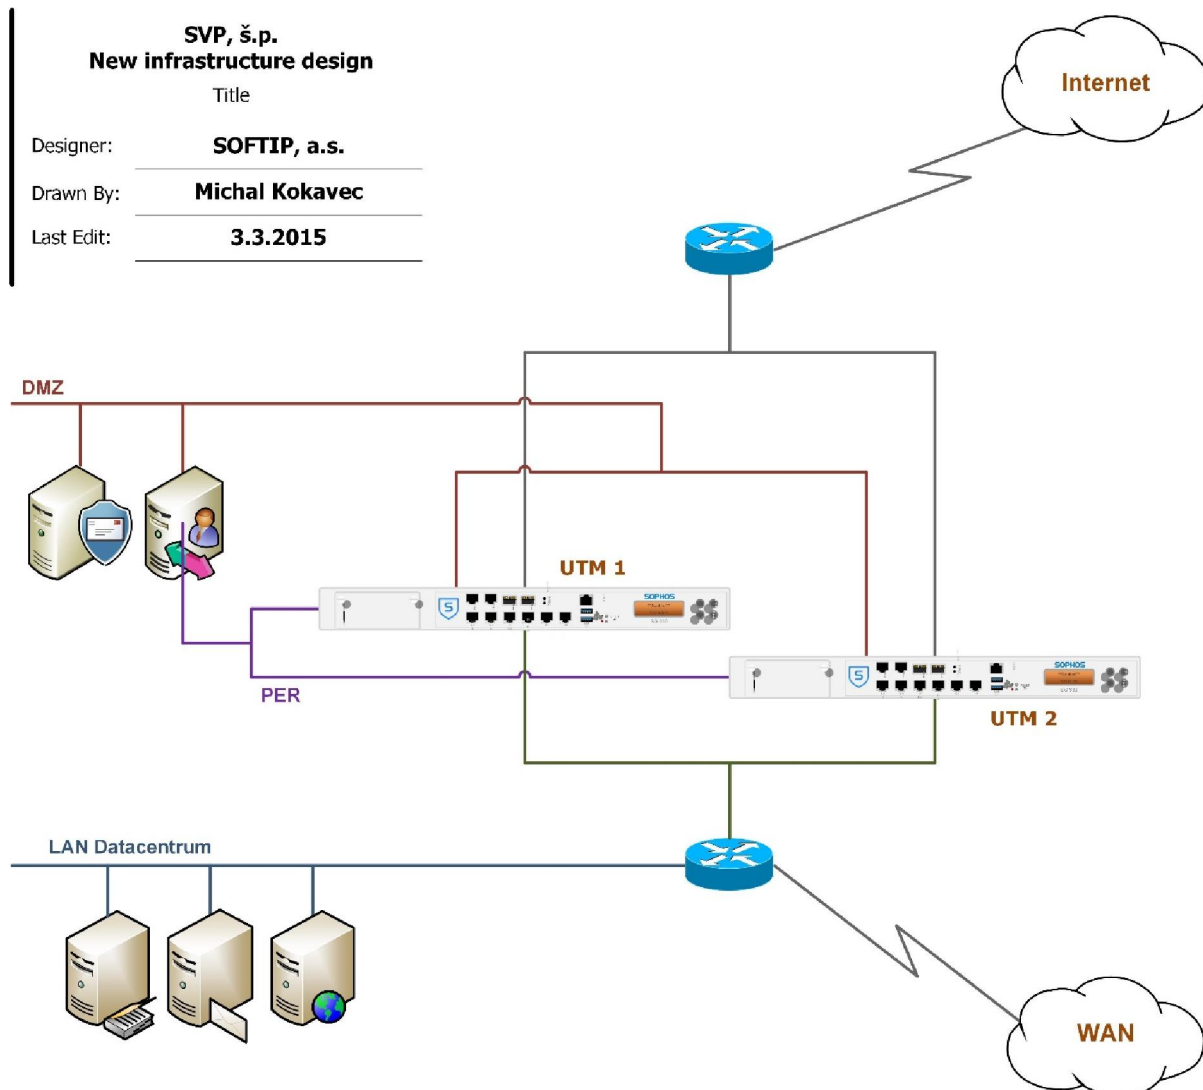 SVP, š.p.
New infrastructure design
Title
Designer: SOFTIP, a.s.
Drawn By: Michal Kokavec
Last Edit: 3.3.2015
Internet
DMZ
UTM 1
SOPHOS
S
PER
SOPHOS
S
UTM 2
LAN Datacentrum
WAN